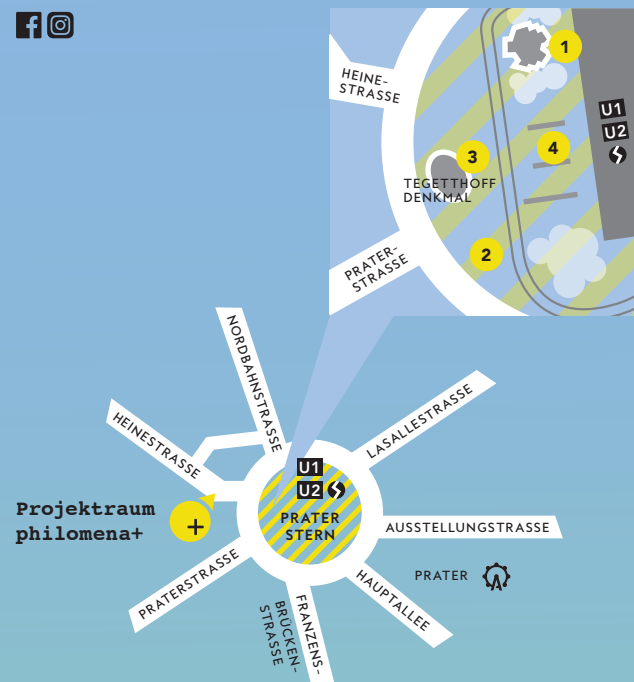 1
HEINE-
STRASSE
U1
U2
4
3
TEGETTHOFF
DENKMAL
2
PRATER-
STRASSE
NORDBAHNSTRASSE
LASALLESTRASSE
HEINESTRASSE
U1
U2
PRATER
STERN
Projektraum
philomena+
+
AUSSTELLUNGSTRASSE
PRATER
PRATERSTRASSE
HAUPTALLEE
FRANZENS-
BRÜCKEN-
STRASSE